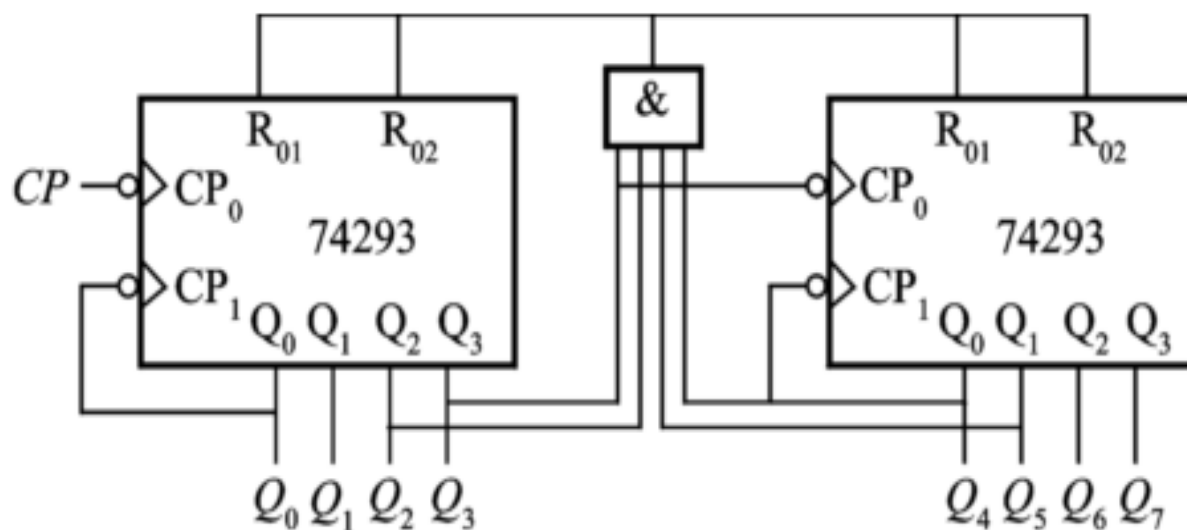 &
R₀₁ R₀₂ R₀₁ R₀₂
CP CP₀ CP₀
74293 74293
CP₁ CP₁
Q₀ Q₁ Q₂ Q₃ Q₀ Q₁ Q₂ Q₃
Q₀ Q₁ Q₂ Q₃ Q₄ Q₅ Q₆ Q₇